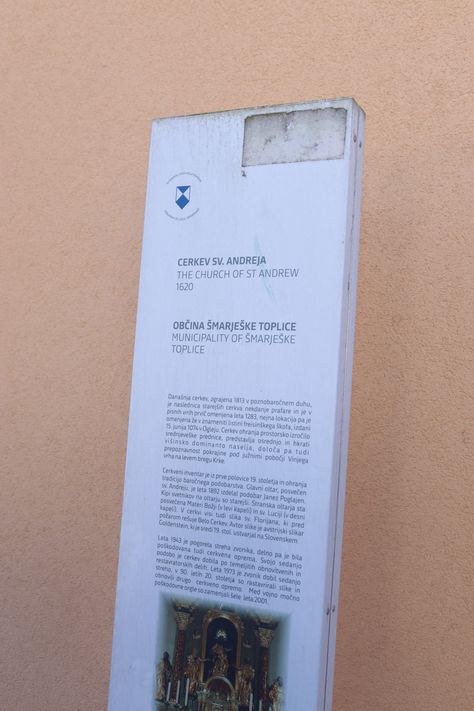 CERKEV SV. ANDREJA
THE CHURCH OF ST ANDREW
1620
OBČINA ŠMARJEŠKE TOPLICE
MUNICIPALITY OF ŠMARJEŠKE
TOPLICE
Današnja cerkev, zgrajena 1813 v poznobaročnem duhu,
je naslednica starejših cerkva nekdanje prafare in je v
pisnih virih prvič omenjena leta 1283, nejna lokacija pa je
omenjena že v znameniti listini freisinškega škofa, izdani
15. junija 1074 v Ogleju. Cerkev ohranja prostorsko izročilo
srednjeveške prednice, predstavlja osrednjo in hkrati
višinsko dominanto naselja, določa pa tudi
prepoznavnost pokrajine pod južnimi pobočji Vinjega
vrha na levem bregu Krke.
Cerkveni inventar je iz prve polovice 19. stoletja in ohranja
tradicijo baročnega podobarstva. Glavni oltar, posvečen
sv. Andreju, je leta 1892 izdelal podobar Janez Poglajen.
Kipi svetnikov na oltarju so starejši. Stranska oltarja sta
posvečena Materi Božji (v levi kapeli) in sv. Luciji (v desni
kapeli). V cerkvi visi tudi slika sv. Florijana, ki pred
požarom rešuje Belo Cerkev. Avtor slike je avstrijski slikar
Goldenstein, ki je sredi 19. stol. ustvarjal na Slovenskem.
Leta 1943 je pogorela streha zvonika, delno pa je bila
poškodovana tudi cerkvena oprema. Svojo sedanjo
podobo je cerkev dobila po temeljitih obnovitvenih in
restavratorskih delih. Leta 1973 je zvonik dobil sedanjo
streho, v 90. letih 20. stoletja so restavrirali slike in
obnovili drugo cerkveno opremo. Med vojno močno
poškodovane orgle so zamenjali šele leta 2001.